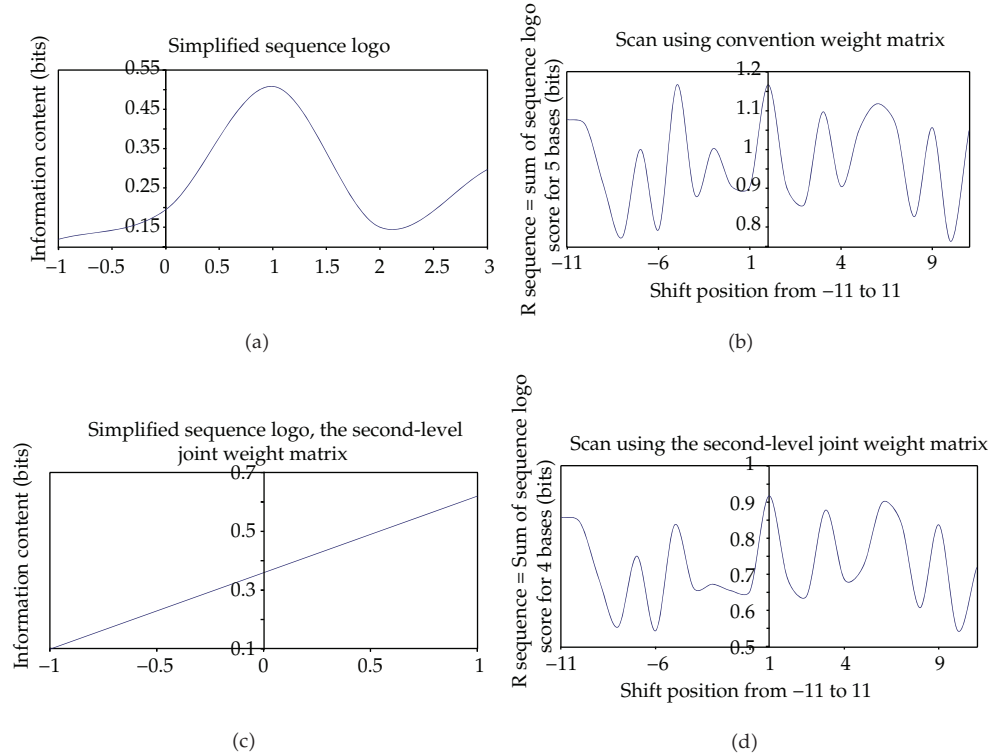 Simplified sequence logo
Information content (bits)
0.55
0.45
0.35
0.25
0.15
−1
−0.5
0
0.5
1
1.5
2
2.5
3
(a)
Scan using convention weight matrix
R sequence = sum of sequence logo
score for 5 bases (bits)
1.2
1.1
1
0.9
0.8
−11
−6
1
4
9
Shift position from −11 to 11
(b)
Simplified sequence logo, the second-level
joint weight matrix
Information content (bits)
0.7
0.5
0.3
0.1
−1
−0.5
0
0.5
1
(c)
Scan using the second-level joint weight matrix
R sequence = Sum of sequence logo
score for 4 bases (bits)
1
0.9
0.8
0.7
0.6
0.5
−11
−6
1
4
9
Shift position from −11 to 11
(d)